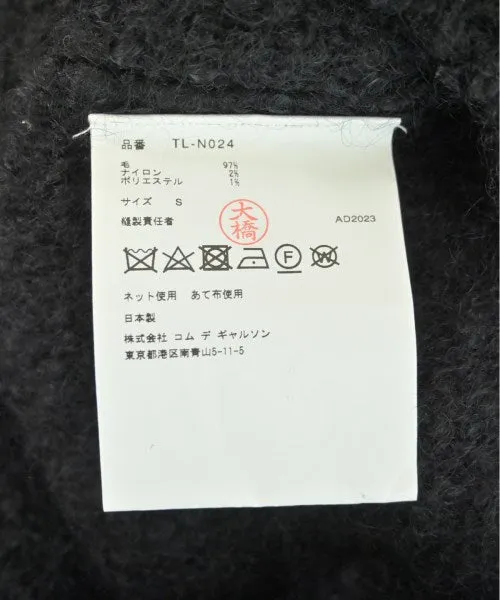 品番 TL-N024
毛 97%
ナイロン 2%
ポリエステル 1%
サイズ S
縫製責任者 大橋 AD2023
ネット使用 あて布使用
日本製
株式会社 コム デ ギャルソン
東京都港区南青山5-11-5